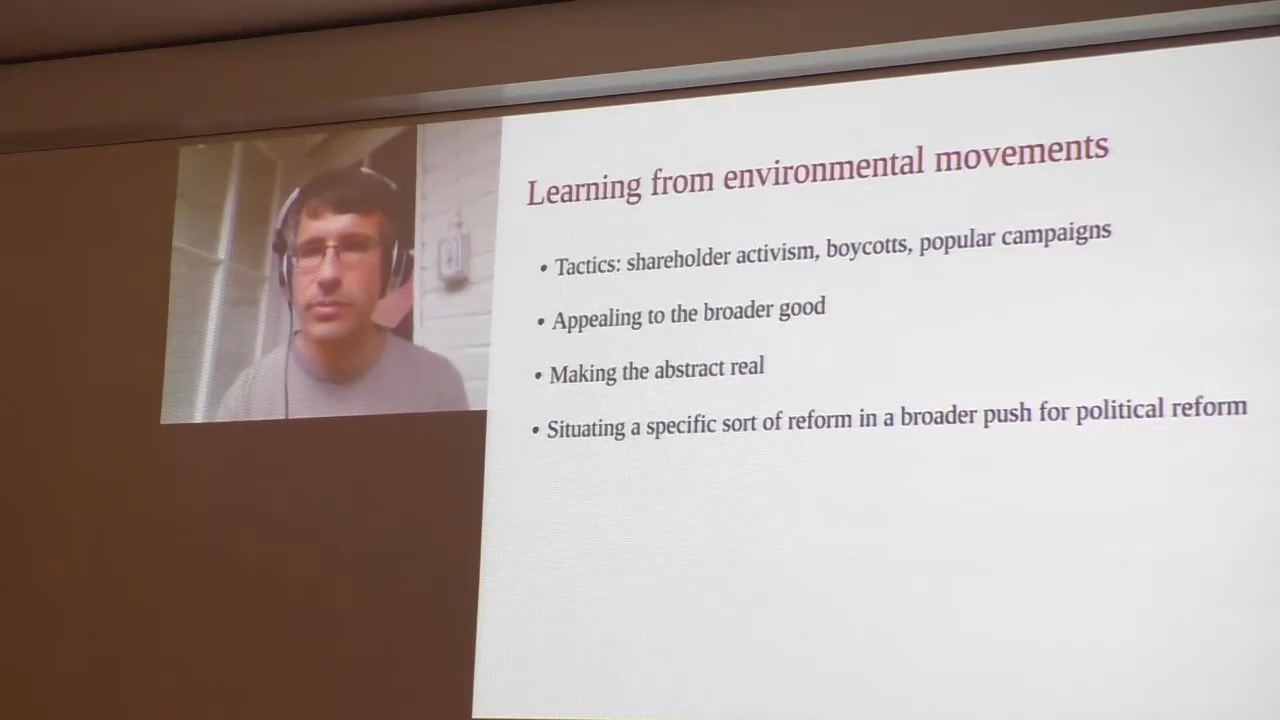 Learning from environmental movements
• Tactics: shareholder activism, boycotts, popular campaigns
• Appealing to the broader good
• Making the abstract real
• Situating a specific sort of reform in a broader push for political reform